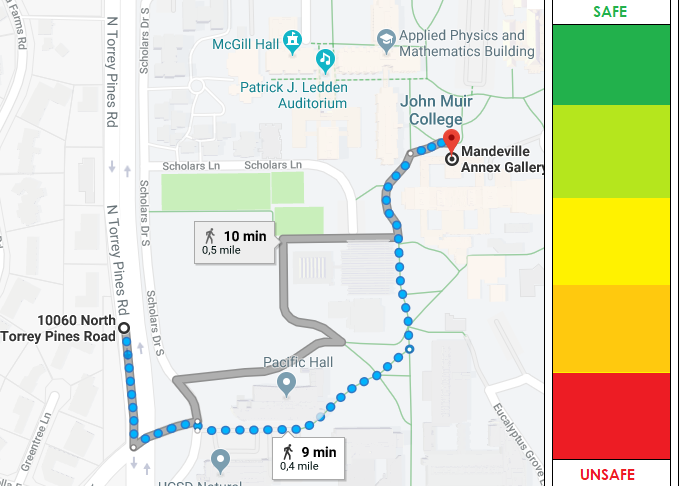 Farms Rd
N Torrey Pines Rd
Scholars Dr S
McGill Hall
Applied Physics and
Mathematics Building
Patrick J. Ledden
Auditorium
John Muir
College
Mandeville
Annex Gallery
Scholars Ln
Scholars Ln
N Torrey Pines Rd
Scholars Dr S
10 min
0,5 mile
Scholars Dr S
10060 North
Torrey Pines Road
Pacific Hall
9 min
0,4 mile
Greentree Ln
Eucalyptus Grove
UCSD Natural
SAFE
UNSAFE